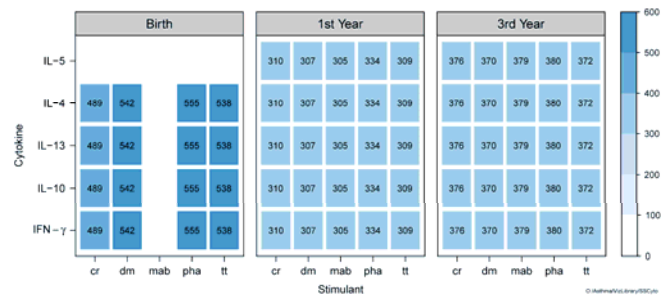 Birth 1st Year 3rd Year
600
IL-5 310 307 305 334 309 376 370 379 380 372
500
IL-4 489 542 555 538 310 307 305 334 309 376 370 379 380 372
400
Cytokine
IL-13 489 542 555 538 310 307 305 334 309 376 370 379 380 372
300
200
IL-10 489 542 555 538 310 307 305 334 309 376 370 379 380 372
100
IFN-γ 489 542 555 538 310 307 305 334 309 376 370 379 380 372
0
cr dm mab pha tt cr dm mab pha tt cr dm mab pha tt
Stimulant